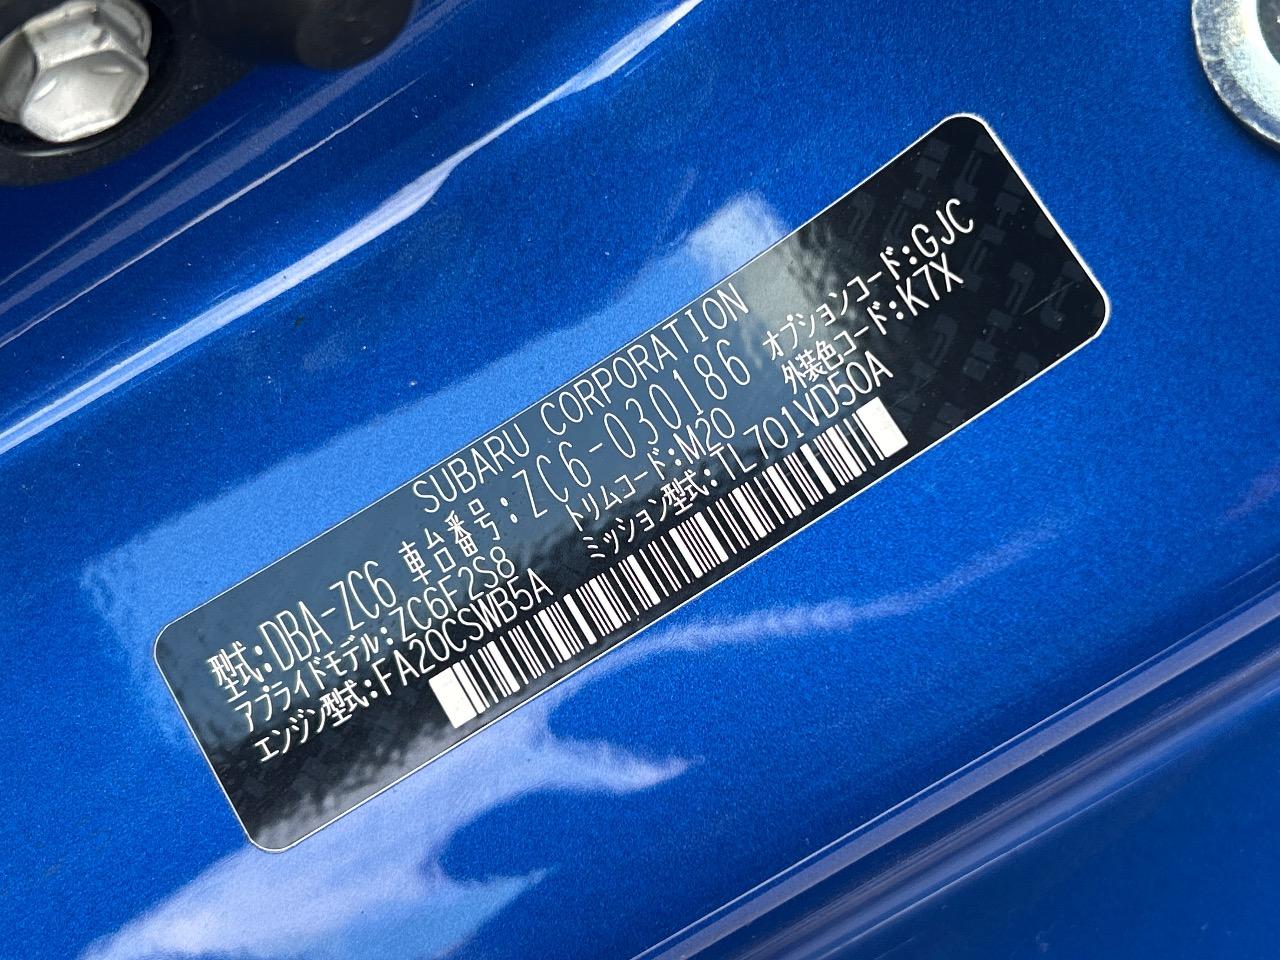 SUBARU CORPORATION
型式:DBA-ZC6 車台番号:ZC6-030186
アプライドモデル:ZC6F2S8 トリムコード:M20 オプションコード:GJC
エンジン型式:FA20CSWB5A ミッション型式:TL701VD50A 外装色コード:K7X